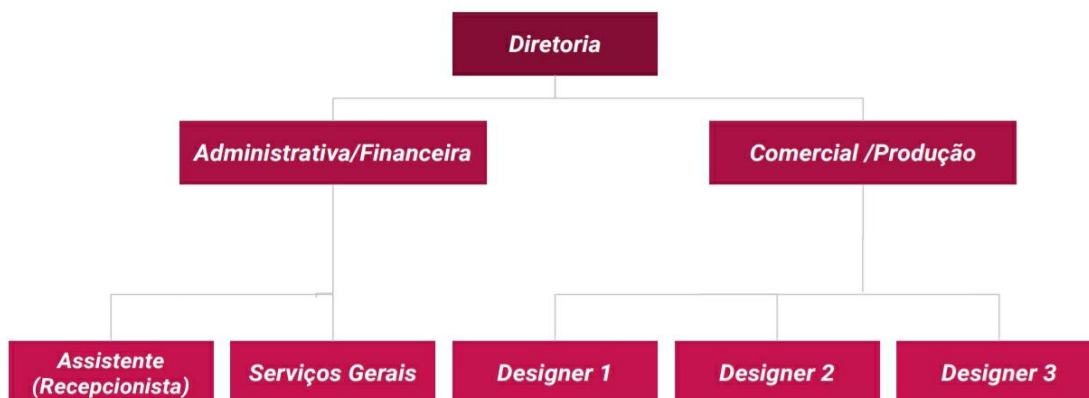 Diretoria
Administrativa/Financeira
Comercial /Produção
Assistente
(Recepcionista)
Serviços Gerais
Designer 1
Designer 2
Designer 3